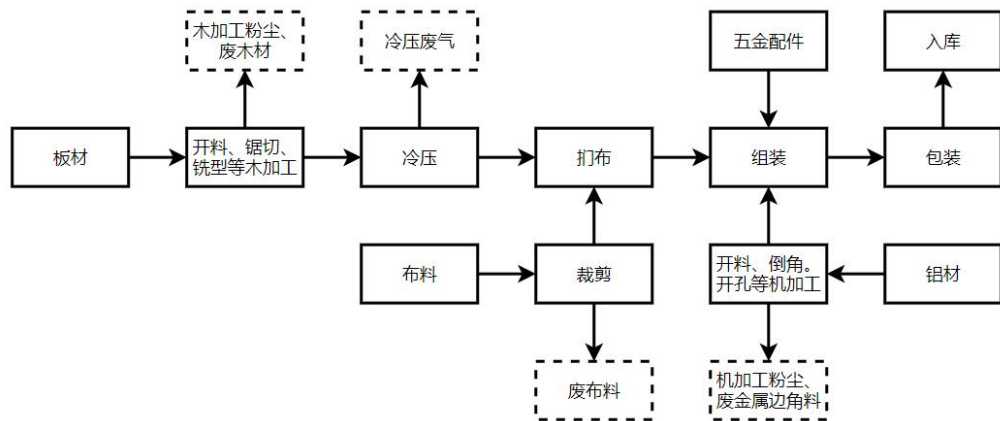 木加工粉尘、
废木材
冷压废气
五金配件
入库
板材
开料、锯切、
铣型等木加工
冷压
扪布
组装
包装
布料
裁剪
开料、倒角。
开孔等机加工
铝材
废布料
机加工粉尘、
废金属边角料